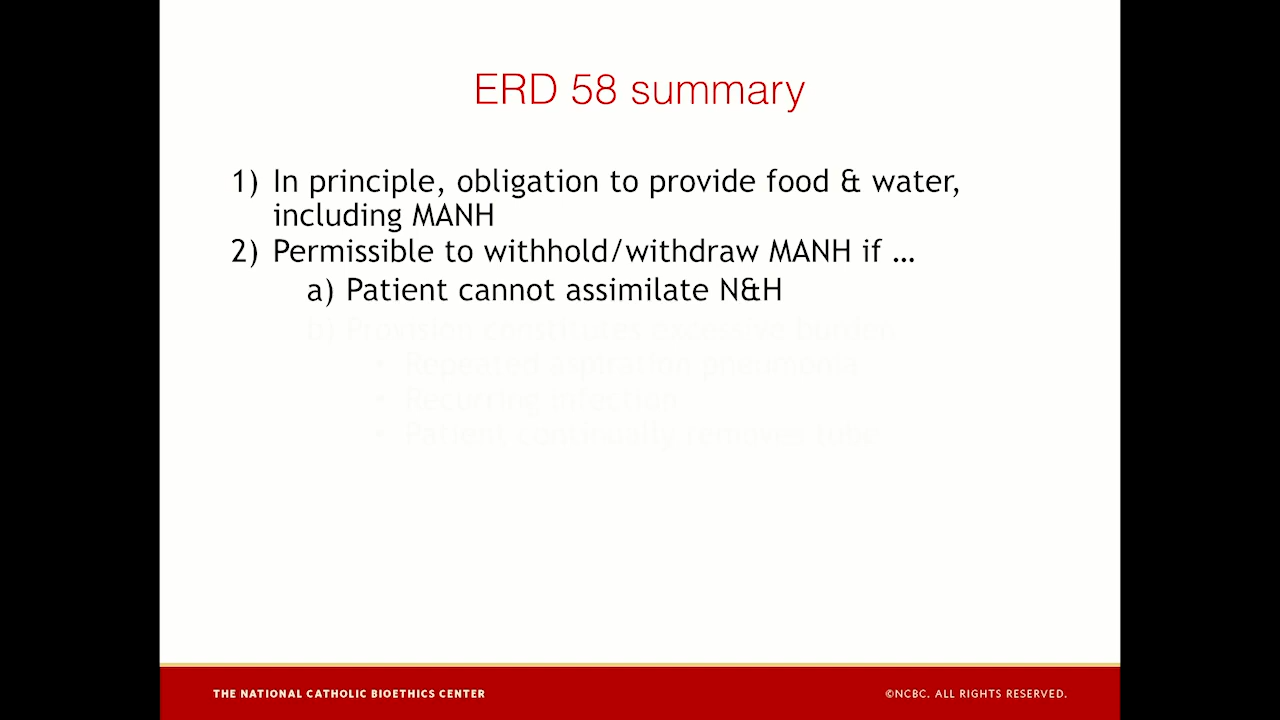 ERD 58 summary
1) In principle, obligation to provide food & water,
including MANH
2) Permissible to withhold/withdraw MANH if …
a) Patient cannot assimilate N&H
b) Provision constitutes excessive burden
• Repeated aspiration pneumonia
• Recurring infection
• Patient continually removes tube
THE NATIONAL CATHOLIC BIOETHICS CENTER
©NCBC. ALL RIGHTS RESERVED.